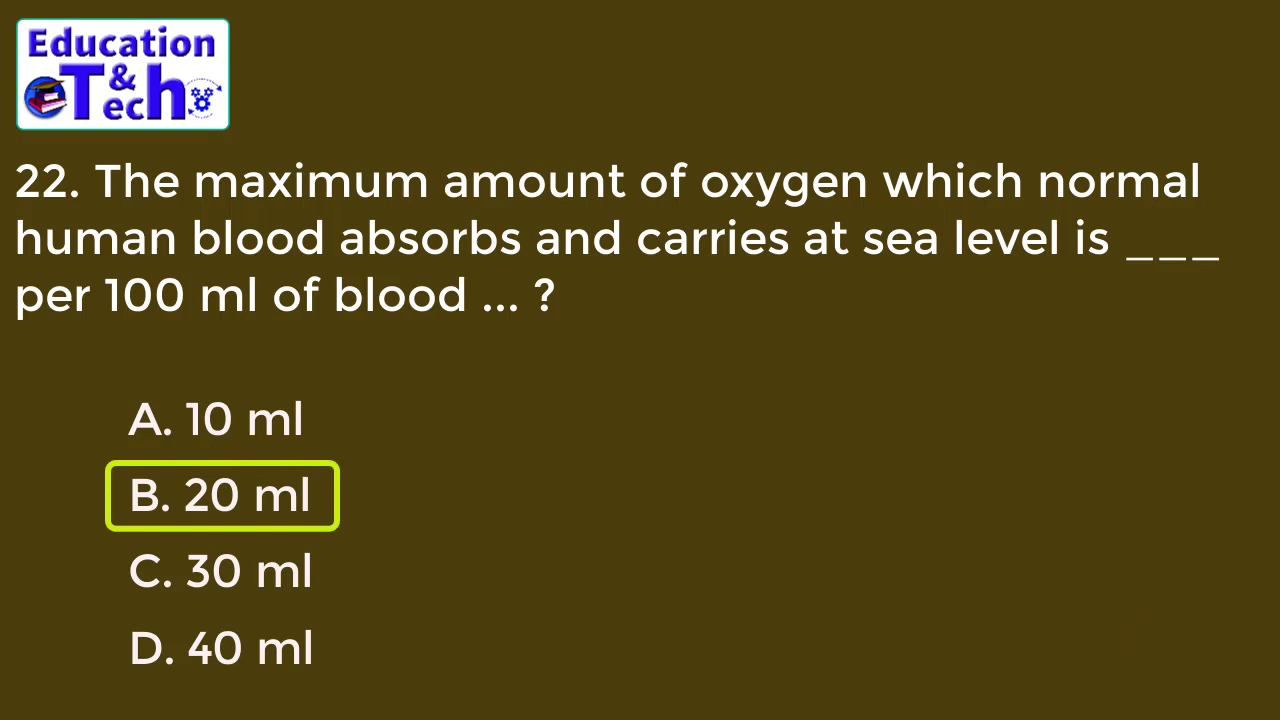 Education
&
Tech
22. The maximum amount of oxygen which normal
human blood absorbs and carries at sea level is ___
per 100 ml of blood ... ?
A. 10 ml
B. 20 ml
C. 30 ml
D. 40 ml